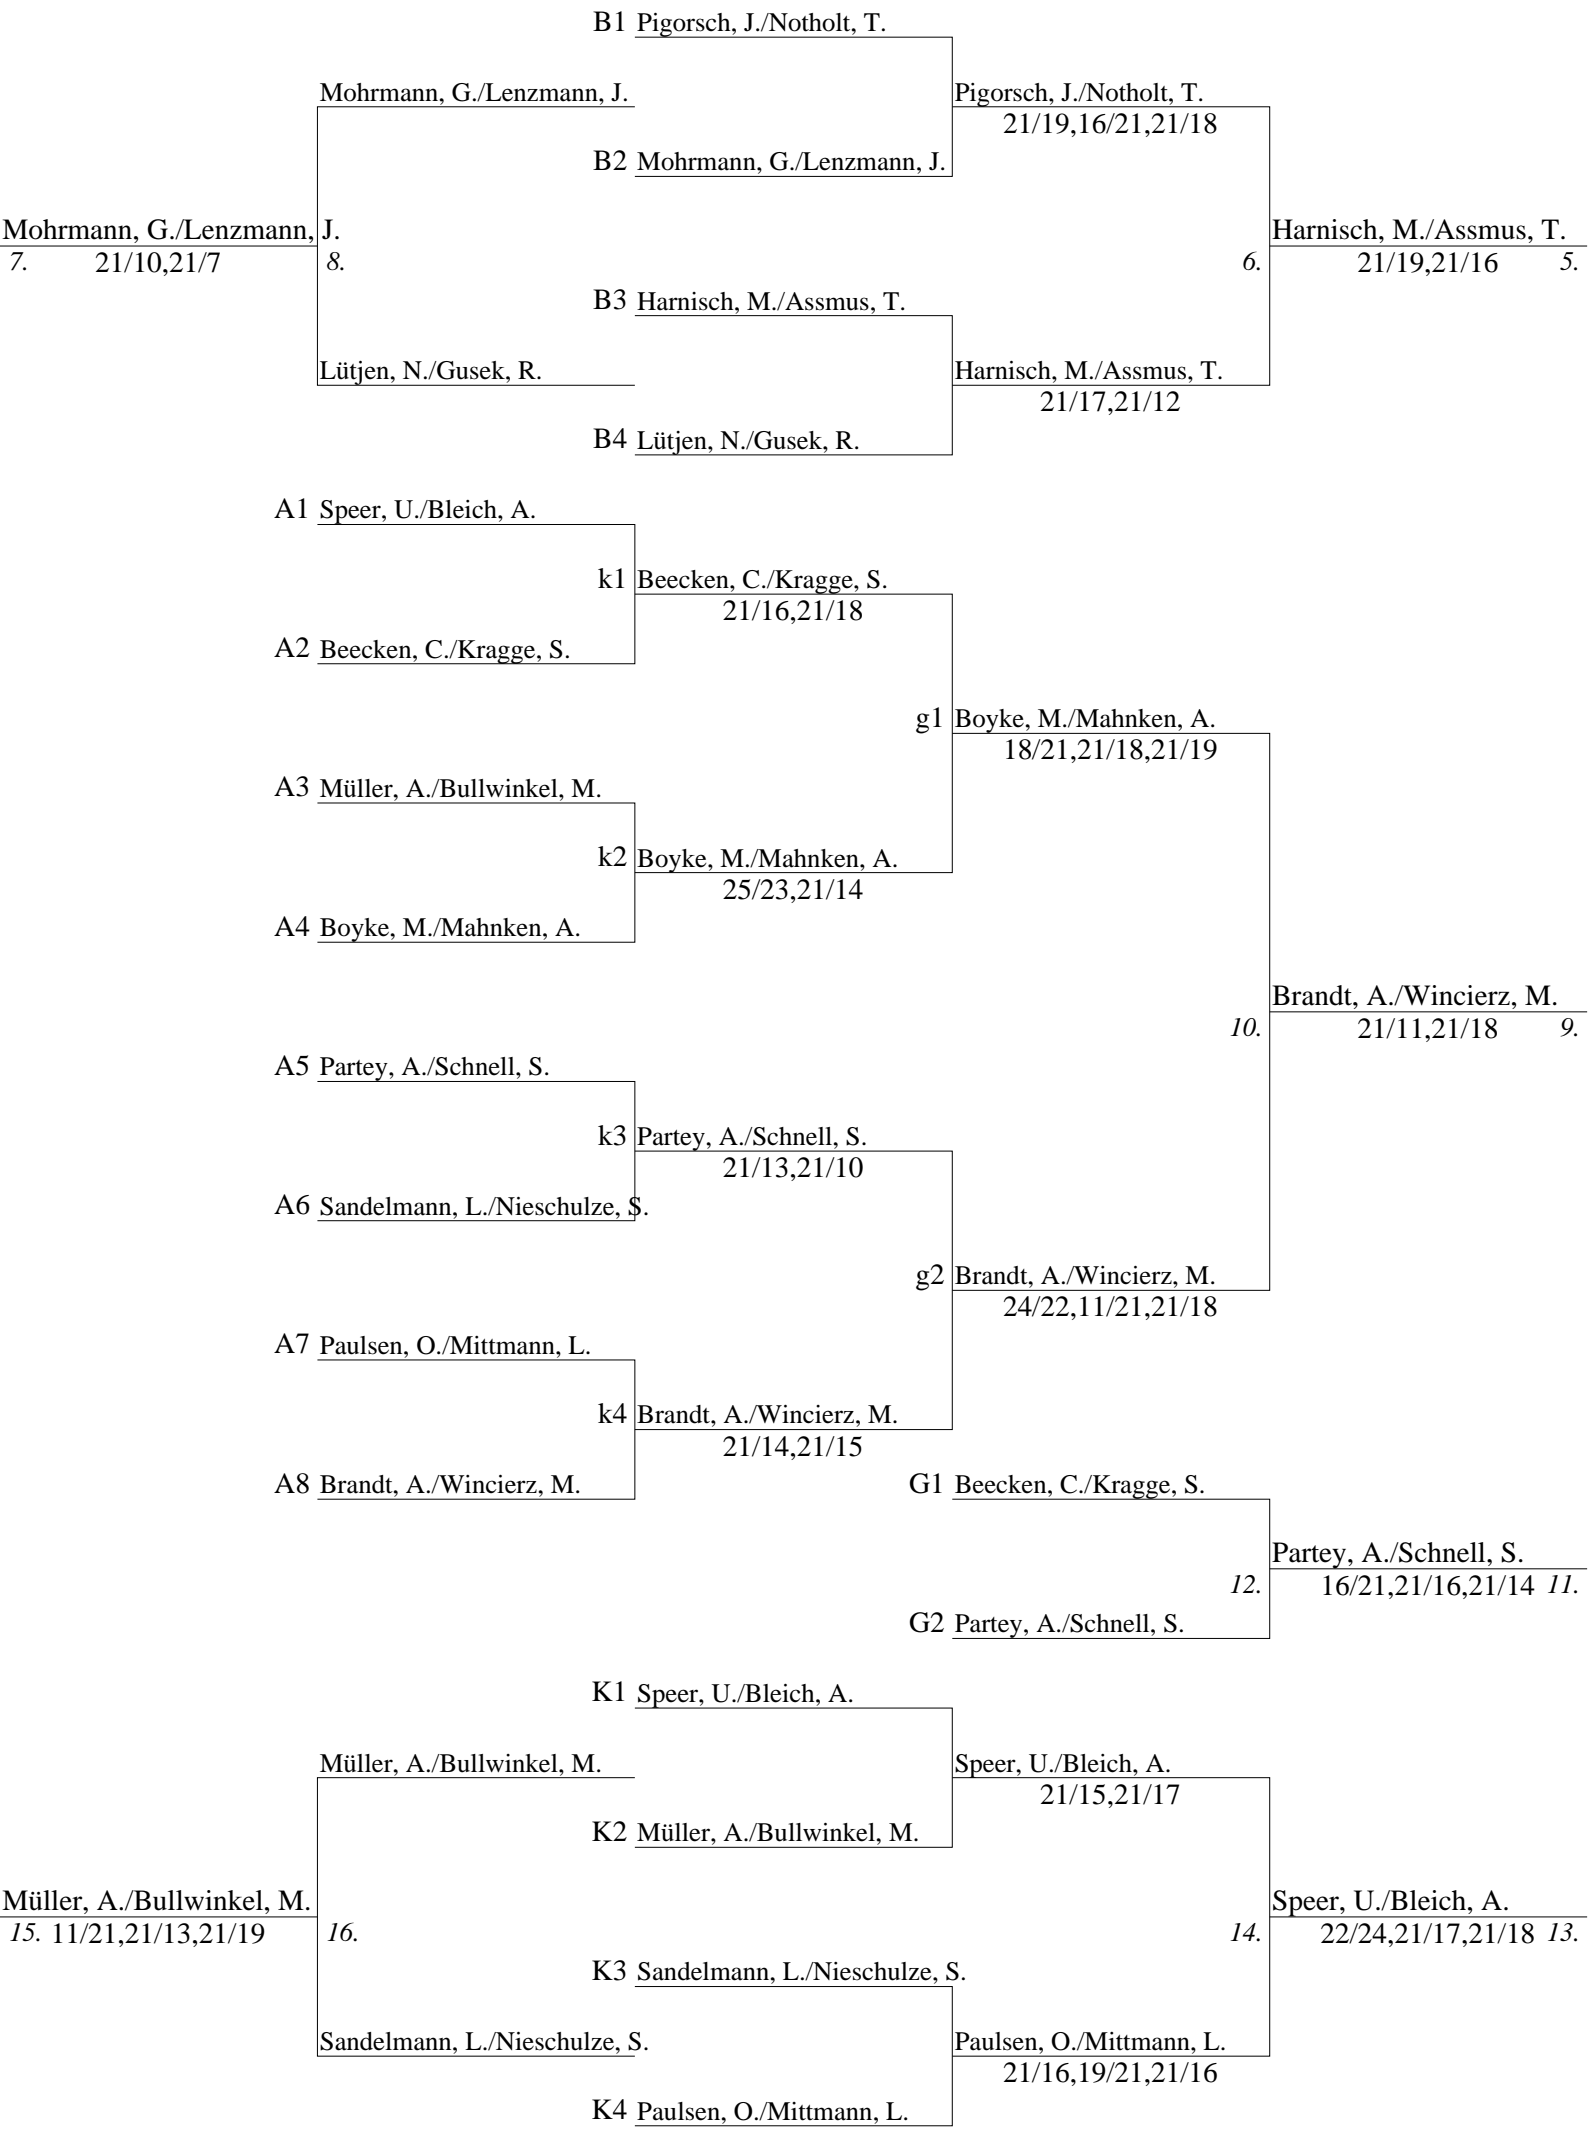 B1 Pigorsch, J./Notholt, T.
Mohrmann, G./Lenzmann, J.
Pigorsch, J./Notholt, T.
21/19,16/21,21/18
B2 Mohrmann, G./Lenzmann, J.
Mohrmann, G./Lenzmann, J.
7. 21/10,21/7 8.
Harnisch, M./Assmus, T.
6. 21/19,21/16 5.
B3 Harnisch, M./Assmus, T.
Lütjen, N./Gusek, R.
Harnisch, M./Assmus, T.
21/17,21/12
B4 Lütjen, N./Gusek, R.
A1 Speer, U./Bleich, A.
k1 Beecken, C./Kragge, S.
21/16,21/18
A2 Beecken, C./Kragge, S.
g1 Boyke, M./Mahnken, A.
18/21,21/18,21/19
A3 Müller, A./Bullwinkel, M.
k2 Boyke, M./Mahnken, A.
25/23,21/14
A4 Boyke, M./Mahnken, A.
Brandt, A./Wincierz, M.
10. 21/11,21/18 9.
A5 Partey, A./Schnell, S.
k3 Partey, A./Schnell, S.
21/13,21/10
A6 Sandelmann, L./Nieschulze, S.
g2 Brandt, A./Wincierz, M.
24/22,11/21,21/18
A7 Paulsen, O./Mittmann, L.
k4 Brandt, A./Wincierz, M.
21/14,21/15
A8 Brandt, A./Wincierz, M.
G1 Beecken, C./Kragge, S.
Partey, A./Schnell, S.
12. 16/21,21/16,21/14 11.
G2 Partey, A./Schnell, S.
K1 Speer, U./Bleich, A.
Müller, A./Bullwinkel, M.
Speer, U./Bleich, A.
21/15,21/17
K2 Müller, A./Bullwinkel, M.
Müller, A./Bullwinkel, M.
15. 11/21,21/13,21/19 16.
Speer, U./Bleich, A.
14. 22/24,21/17,21/18 13.
K3 Sandelmann, L./Nieschulze, S.
Sandelmann, L./Nieschulze, S.
Paulsen, O./Mittmann, L.
21/16,19/21,21/16
K4 Paulsen, O./Mittmann, L.